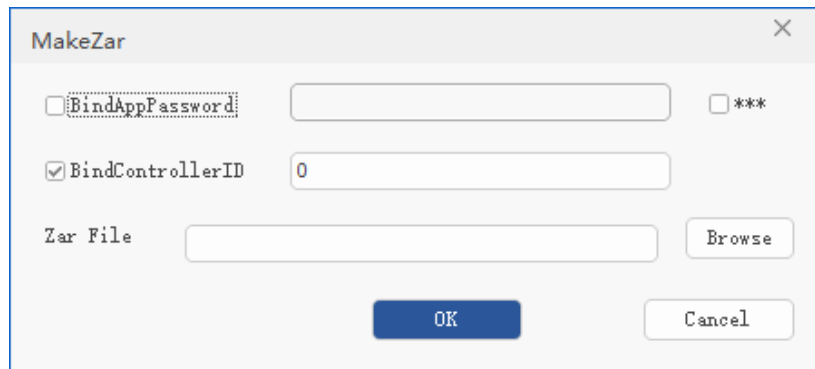 MakeZar
BindAppPassword ***
BindControllerID 0
Zar File Browse
OK Cancel